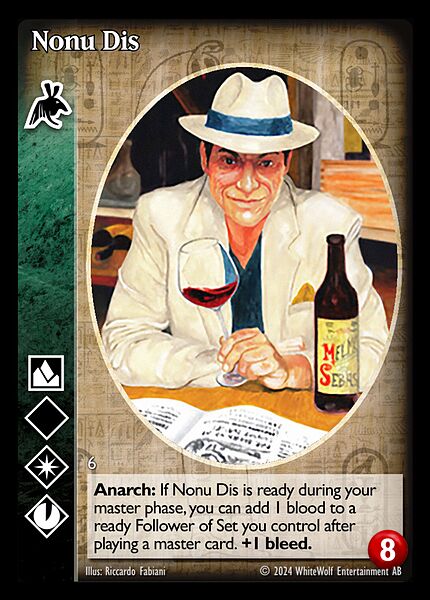 Nonu Dis
6
Anarch: If Nonu Dis is ready during your
master phase, you can add 1 blood to a
ready Follower of Set you control after
playing a master card. +1 bleed.
8
Illus: Riccardo Fabiani
© 2024 WhiteWolf Entertainment AB